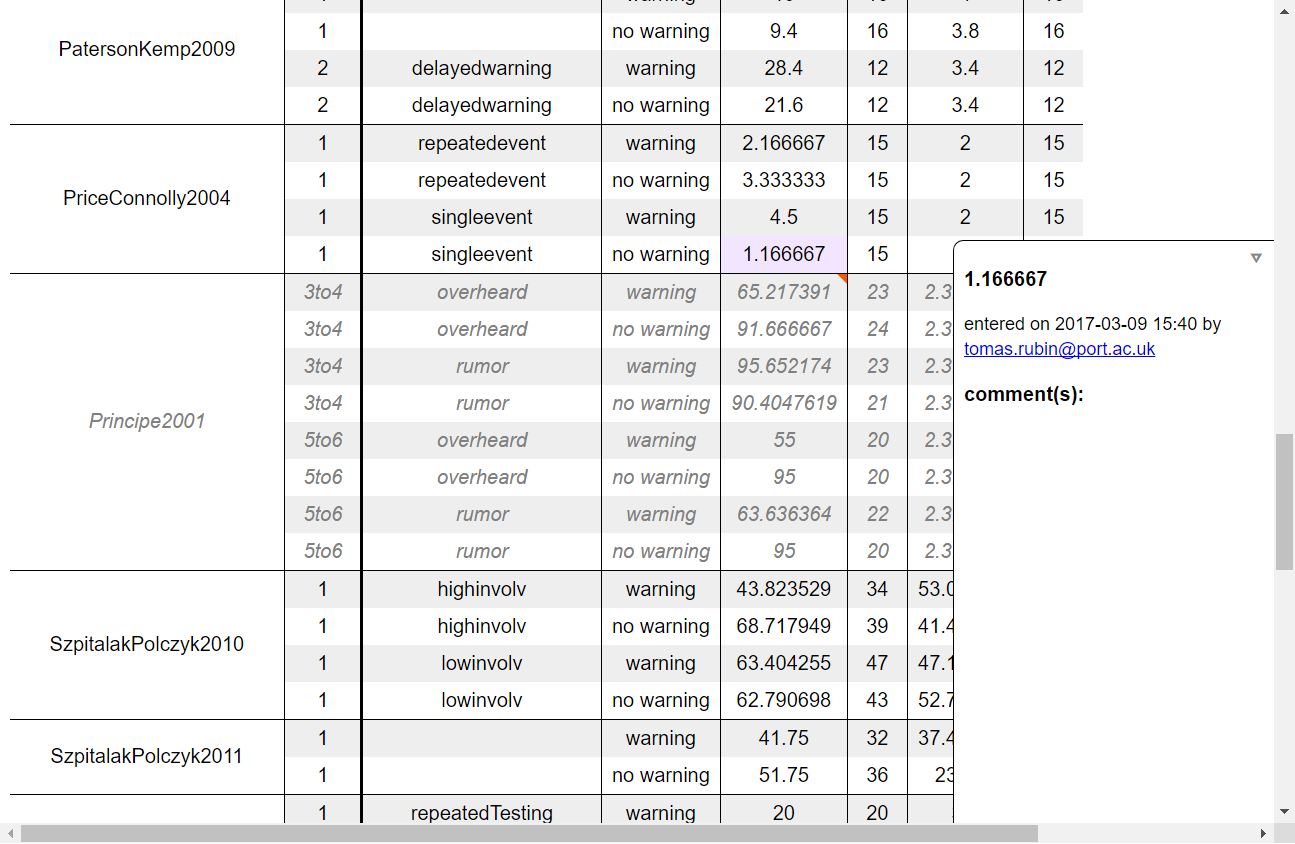 1 no warning 9.4 16 3.8 16
PatersonKemp2009
2 delayedwarning warning 28.4 12 3.4 12
2 delayedwarning no warning 21.6 12 3.4 12
1 repeatedevent warning 2.166667 15 2 15
1 repeatedevent no warning 3.333333 15 2 15
PriceConnolly2004
1 singleevent warning 4.5 15 2 15
1 singleevent no warning 1.166667 15
1.166667
3to4 overheard warning 65.217391 23 2.3
3to4 overheard no warning 91.666667 24 2.3
entered on 2017-03-09 15:40 by
tomas.rubin@port.ac.uk
3to4 rumor warning 95.652174 23 2.3
3to4 rumor no warning 90.4047619 21 2.3
comment(s):
Principe2001
5to6 overheard warning 55 20 2.3
5to6 overheard no warning 95 20 2.3
5to6 rumor warning 63.636364 22 2.3
5to6 rumor no warning 95 20 2.3
1 highinvolv warning 43.823529 34 53.0
1 highinvolv no warning 68.717949 39 41.4
SzpitalakPolczyk2010
1 lowinvolv warning 63.404255 47 47.1
1 lowinvolv no warning 62.790698 43 52.7
1 warning 41.75 32 37.4
SzpitalakPolczyk2011
1 no warning 51.75 36 23
1 repeatedTesting warning 20 20